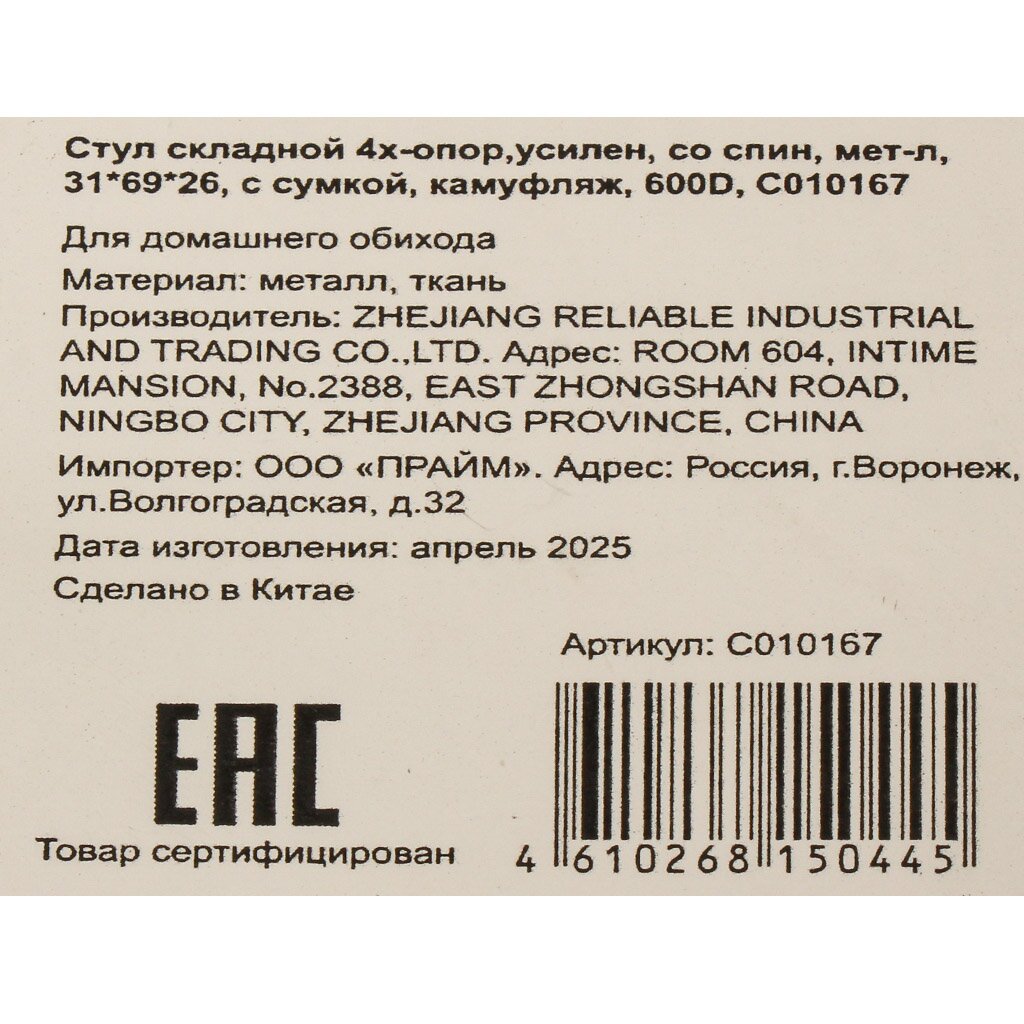 Стул складной 4х-опор,усилен, со спин, мет-л,
31*69*26, с сумкой, камуфляж, 600D, С010167
Для домашнего обихода
Материал: металл, ткань
Производитель: ZHEJIANG RELIABLE INDUSTRIAL
AND TRADING CO.,LTD. Адрес: ROOM 604, INTIME
MANSION, No.2388, EAST ZHONGSHAN ROAD,
NINGBO CITY, ZHEJIANG PROVINCE, CHINA
Импортер: ООО «ПРАЙМ». Адрес: Россия, г.Воронеж,
ул.Волгоградская, д.32
Дата изготовления: апрель 2025
Сделано в Китае
Артикул: С010167
EAC
Товар сертифицирован
4 610268 150445